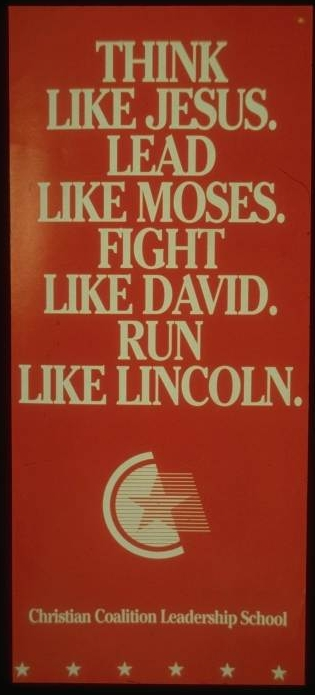 THINK
LIKE JESUS.
LEAD
LIKE MOSES.
FIGHT
LIKE DAVID.
RUN
LIKE LINCOLN.
Christian Coalition Leadership School